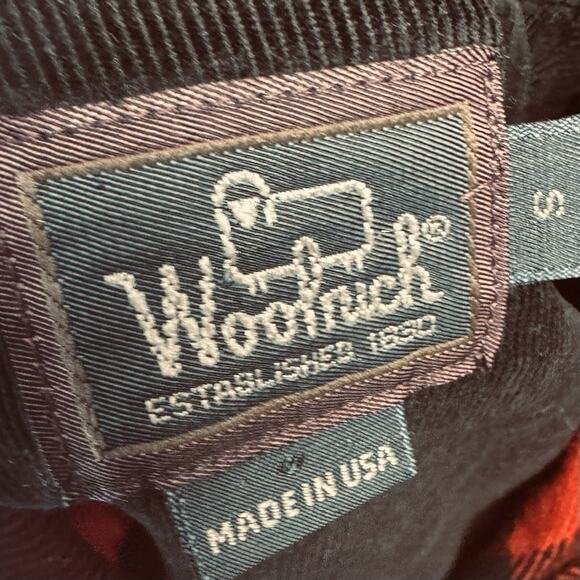 Woolrich®
ESTABLISHED 1830
S
MADE IN USA